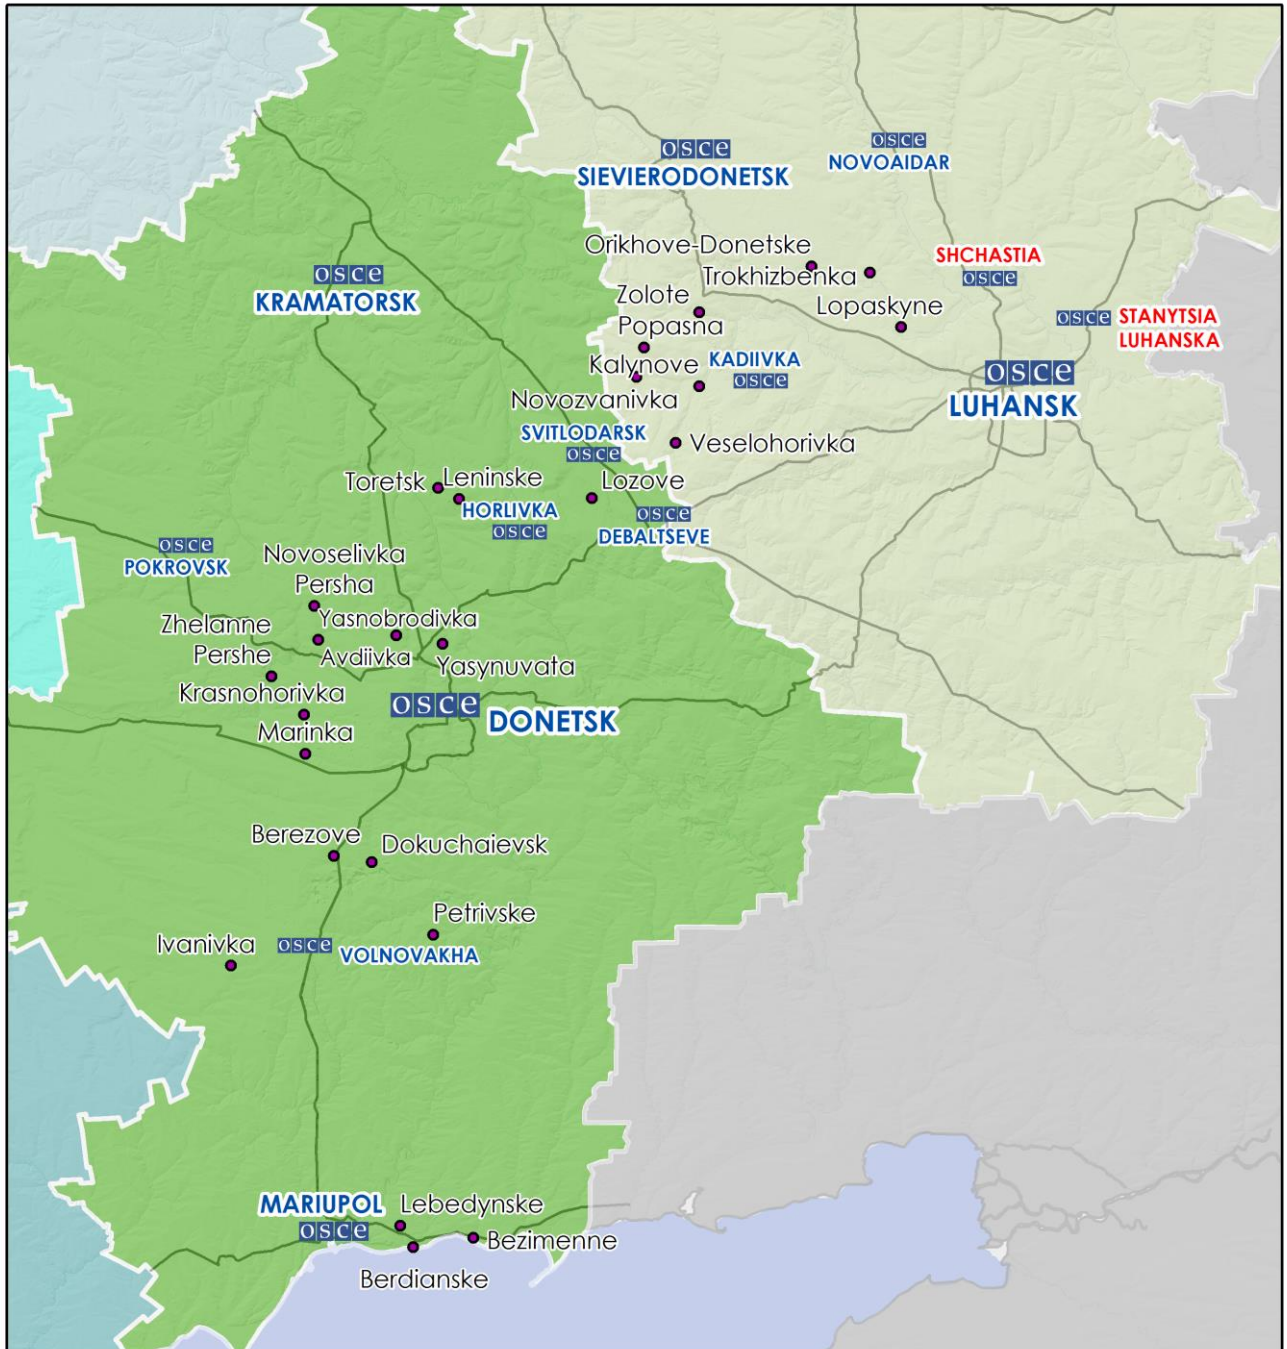 osce
NOVOAIDAR
osce
SIEVIERODONETSK
Orikhove-Donetske
SHCHASTIA
osce
Trokhizbenka
osce
KRAMATORSK
Zolote
Lopaskyne
osce
STANYTSIA
LUHANSKA
Popasna
Kalynove
KADIIVKA
osce
osce
LUHANSK
Novozvanivka
SVITLODARSK
osce
Veselohorivka
Toretsk
Leninske
Lozove
HORLIVKA
osce
osce
DEBALTSEVE
osce
POKROVSK
Novoselivka
Persha
Zhelanne
Pershe
Yasnobrodivka
Avdiivka
Yasynuvata
Krasnohorivka
osce
DONETSK
Marinka
Berezove
Dokuchaievsk
Petrivske
Ivanivka
osce
VOLNOVAKHA
MARIUPOL
osce
Lebedynske
Bezimenne
Berdianske